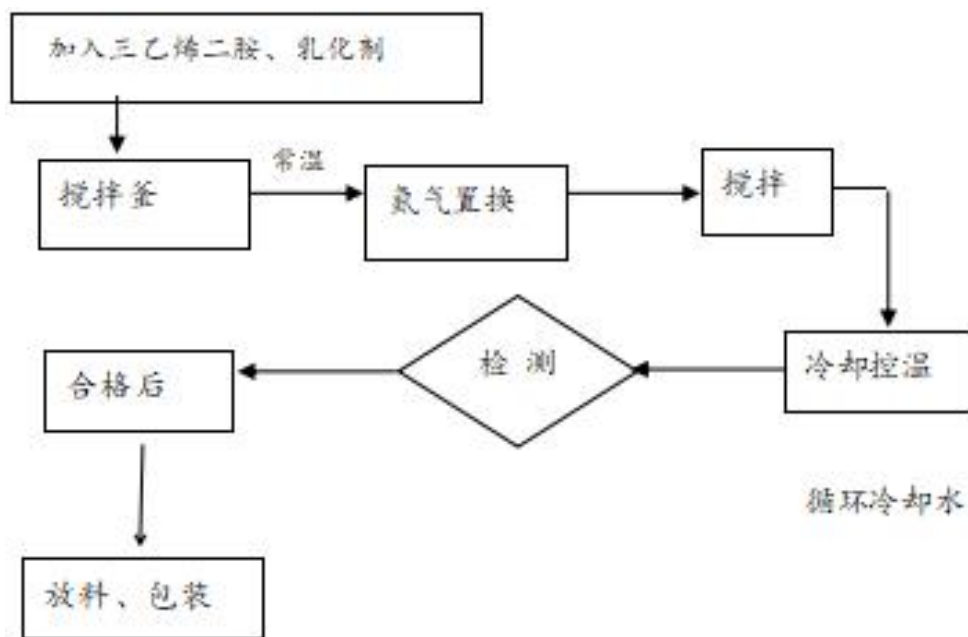 加入三乙烯二胺、乳化剂
搅拌釜
常温
氮气置换
搅拌
冷却控温
检 测
合格后
循环冷却水
放料、包装